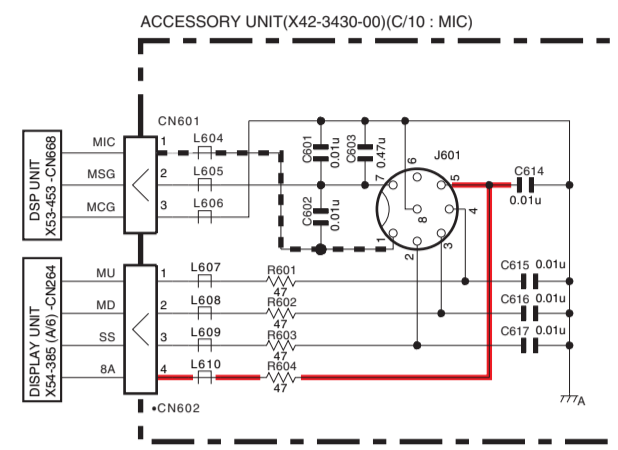 ACCESSORY UNIT(X42-3430-00)(C/10 : MIC)
CN601
DSP UNIT
X53-453 -CN668
MIC
MSG
MCG
1
2
3
L604
L605
L606
C601
0.01u
C603
0.47u
C602
0.01u
J601
6
7
5
8
4
1
2
3
C614
0.01u
DISPLAY UNIT
X54-385 (A/6) -CN264
MU
MD
SS
8A
1
2
3
4
L607
L608
L609
L610
R601
47
R602
47
R603
47
R604
47
C615 0.01u
C616 0.01u
C617 0.01u
•CN602
A